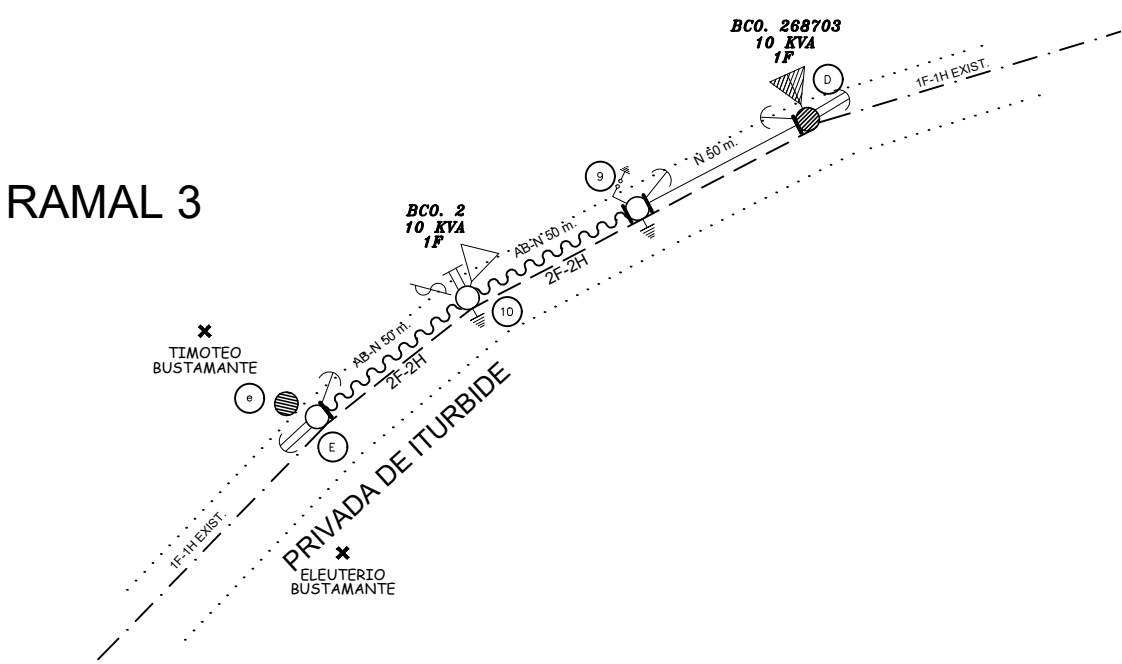 BCO. 268703
10 KVA
1F
D
1F-1H EXIST.
N 50 m.
9
RAMAL 3
BCO. 2
10 KVA
1F
AB-N 50 m.
2F-2H
10
TIMOTEO
BUSTAMANTE
AB-N 50 m.
2F-2H
e
E
PRIVADA DE ITURBIDE
1F-1H EXIST.
ELEUTERIO
BUSTAMANTE